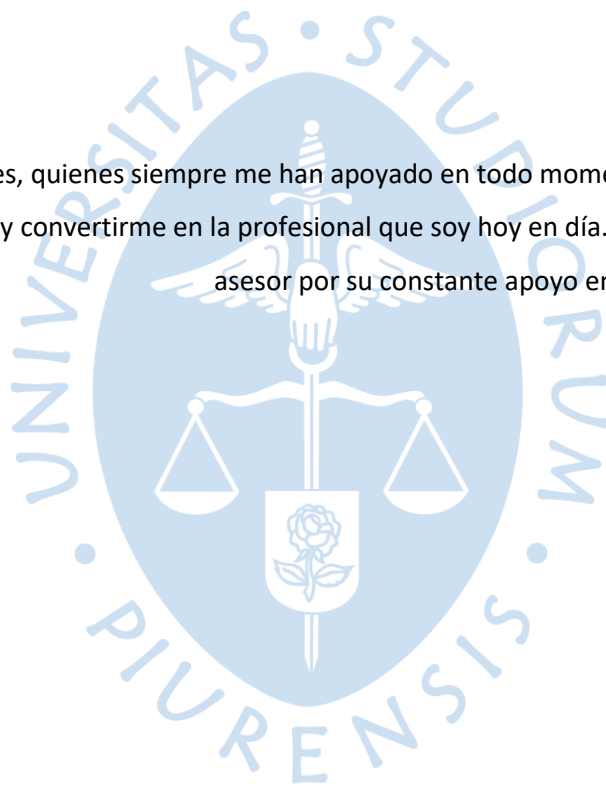 UNIVERSITAS • STUDIORUM • PIURENSIS •
es, quienes siempre me han apoyado en todo mome
y convertirme en la profesional que soy hoy en día.
asesor por su constante apoyo en